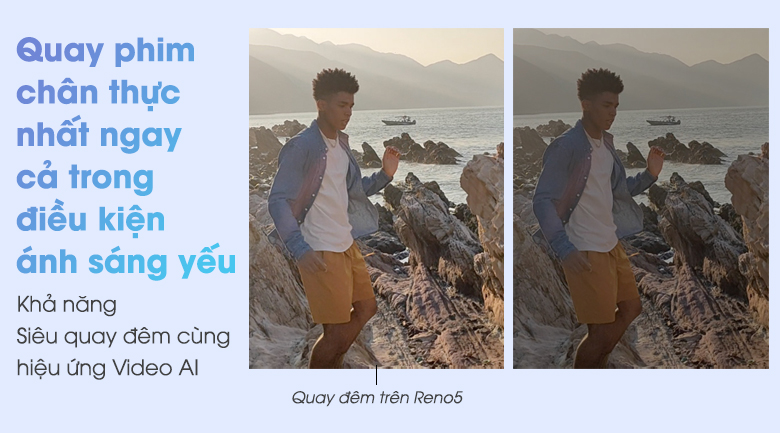 Quay phim
chân thực
nhất ngay
cả trong
điều kiện
ánh sáng yếu
Khả năng
Siêu quay đêm cùng
hiệu ứng Video AI
Quay đêm trên Reno5